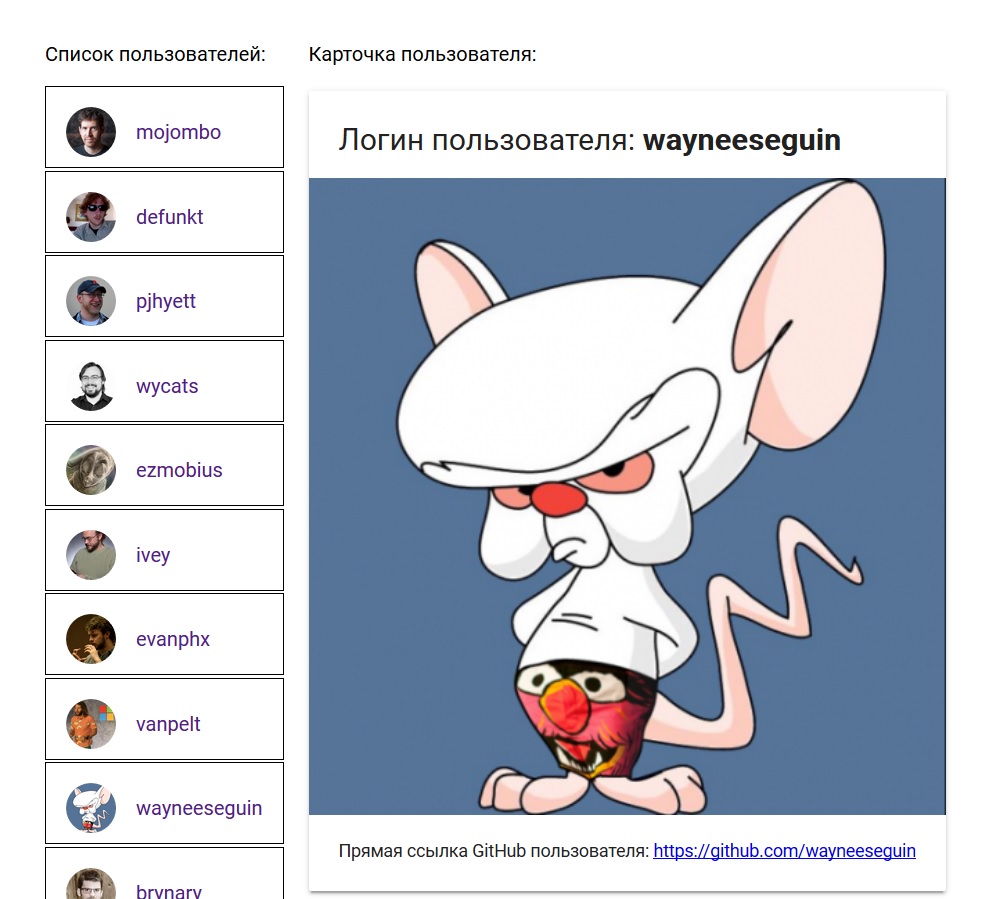 Список пользователей:
mojombo
defunkt
pjhyett
wycats
ezmobius
ivey
evanphx
vanpelt
wayneeseguin
brynary
Карточка пользователя:
Логин пользователя: wayneeseguin
Прямая ссылка GitHub пользователя: https://github.com/wayneeseguin